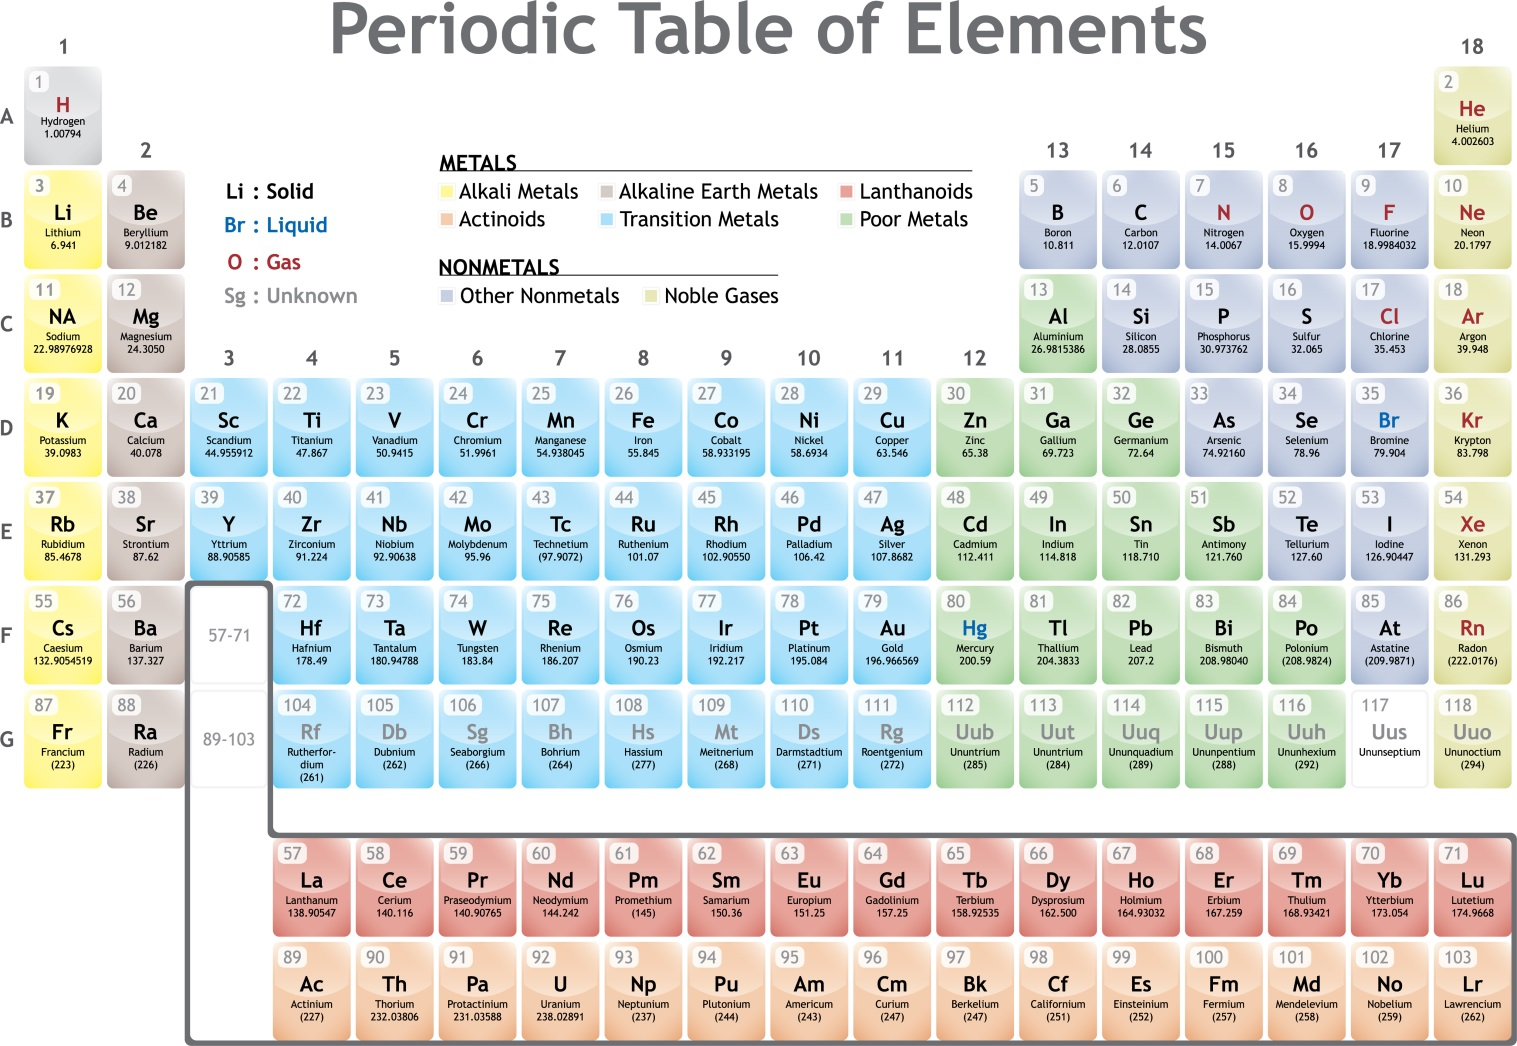 Periodic Table of Elements
1
18
A
1
H
Hydrogen
1.00794
2
He
Helium
4.002603
2
13
14
15
16
17
METALS
Alkali Metals
Alkaline Earth Metals
Lanthanoids
Actinoids
Transition Metals
Poor Metals
NONMETALS
Other Nonmetals
Noble Gases
Li : Solid
Br : Liquid
O : Gas
Sg : Unknown
B
3
Li
Lithium
6.941
4
Be
Beryllium
9.012182
5
B
Boron
10.811
6
C
Carbon
12.0107
7
N
Nitrogen
14.0067
8
O
Oxygen
15.9994
9
F
Fluorine
18.9984032
10
Ne
Neon
20.1797
C
11
NA
Sodium
22.98976928
12
Mg
Magnesium
24.3050
13
Al
Aluminium
26.9815386
14
Si
Silicon
28.0855
15
P
Phosphorus
30.973762
16
S
Sulfur
32.065
17
Cl
Chlorine
35.453
18
Ar
Argon
39.948
3
4
5
6
7
8
9
10
11
12
D
19
K
Potassium
39.0983
20
Ca
Calcium
40.078
21
Sc
Scandium
44.955912
22
Ti
Titanium
47.867
23
V
Vanadium
50.9415
24
Cr
Chromium
51.9961
25
Mn
Manganese
54.938045
26
Fe
Iron
55.845
27
Co
Cobalt
58.933195
28
Ni
Nickel
58.6934
29
Cu
Copper
63.546
30
Zn
Zinc
65.38
31
Ga
Gallium
69.723
32
Ge
Germanium
72.64
33
As
Arsenic
74.92160
34
Se
Selenium
78.96
35
Br
Bromine
79.904
36
Kr
Krypton
83.798
E
37
Rb
Rubidium
85.4678
38
Sr
Strontium
87.62
39
Y
Yttrium
88.90585
40
Zr
Zirconium
91.224
41
Nb
Niobium
92.90638
42
Mo
Molybdenum
95.96
43
Tc
Technetium
(97.9072)
44
Ru
Ruthenium
101.07
45
Rh
Rhodium
102.90550
46
Pd
Palladium
106.42
47
Ag
Silver
107.8682
48
Cd
Cadmium
112.411
49
In
Indium
114.818
50
Sn
Tin
118.710
51
Sb
Antimony
121.760
52
Te
Tellurium
127.60
53
I
Iodine
126.90447
54
Xe
Xenon
131.293
F
55
Cs
Caesium
132.9054519
56
Ba
Barium
137.327
57-71
72
Hf
Hafnium
178.49
73
Ta
Tantalum
180.94788
74
W
Tungsten
183.84
75
Re
Rhenium
186.207
76
Os
Osmium
190.23
77
Ir
Iridium
192.217
78
Pt
Platinum
195.084
79
Au
Gold
196.966569
80
Hg
Mercury
200.59
81
Tl
Thallium
204.3833
82
Pb
Lead
207.2
83
Bi
Bismuth
208.98040
84
Po
Polonium
(208.9824)
85
At
Astatine
(209.9871)
86
Rn
Radon
(222.0176)
G
87
Fr
Francium
(223)
88
Ra
Radium
(226)
89-103
104
Rf
Rutherfor-
dium
(261)
105
Db
Dubnium
(262)
106
Sg
Seaborgium
(266)
107
Bh
Bohrium
(264)
108
Hs
Hassium
(277)
109
Mt
Meitnerium
(268)
110
Ds
Darmstadtium
(271)
111
Rg
Roentgenium
(272)
112
Uub
Ununtrium
(285)
113
Uut
Ununtrium
(284)
114
Uuq
Ununquadium
(289)
115
Uup
Ununpentium
(288)
116
Uuh
Ununhexium
(292)
117
Uus
Ununseptium
118
Uuo
Ununoctium
(294)
57
La
Lanthanum
138.90547
58
Ce
Cerium
140.116
59
Pr
Praseodymium
140.90765
60
Nd
Neodymium
144.242
61
Pm
Promethium
(145)
62
Sm
Samarium
150.36
63
Eu
Europium
151.25
64
Gd
Gadolinium
157.25
65
Tb
Terbium
158.92535
66
Dy
Dysprosium
162.500
67
Ho
Holmium
164.93032
68
Er
Erbium
167.259
69
Tm
Thulium
168.93421
70
Yb
Ytterbium
173.054
71
Lu
Lutetium
174.9668
89
Ac
Actinium
(227)
90
Th
Thorium
232.03806
91
Pa
Protactinium
231.03588
92
U
Uranium
238.02891
93
Np
Neptunium
(237)
94
Pu
Plutonium
(244)
95
Am
Americum
(243)
96
Cm
Curium
(247)
97
Bk
Berkelium
(247)
98
Cf
Californium
(251)
99
Es
Einsteinium
(252)
100
Fm
Fermium
(257)
101
Md
Mendelevium
(258)
102
No
Nobelium
(259)
103
Lr
Lawrencium
(262)